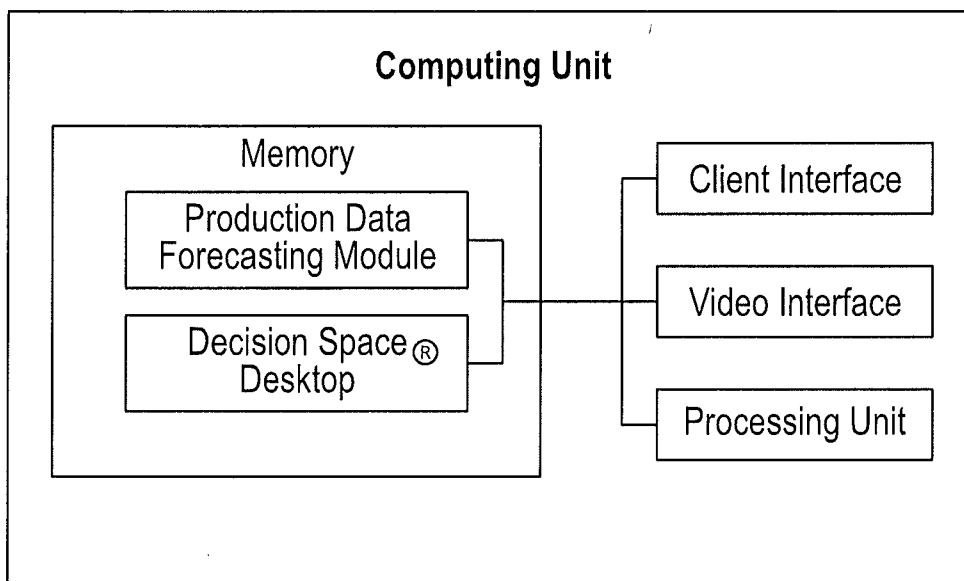 Computing Unit
Memory
Production Data
Forecasting Module
Decision Space®
Desktop
Client Interface
Video Interface
Processing Unit